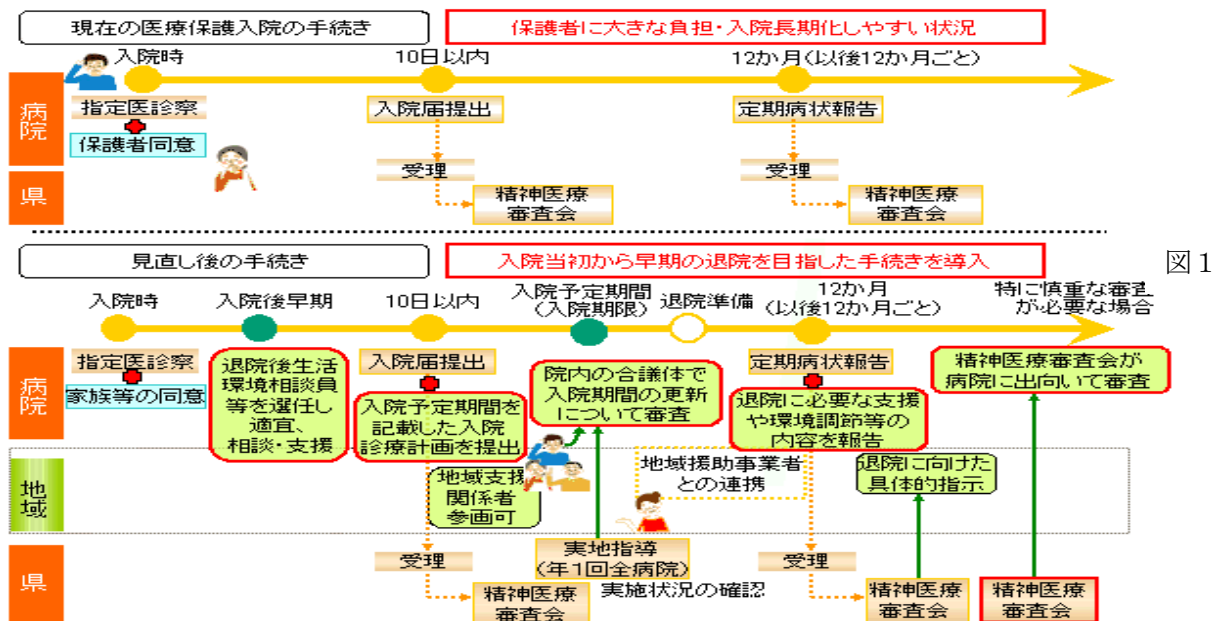 現在の医療保護入院の手続き
保護者に大きな負担・入院長期化しやすい状況
入院時
10日以内
12か月(以後12か月ごと)
病院
指定医診察
保護者同意
入院届提出
定期病状報告
受理
受理
県
精神医療
審査会
精神医療
審査会
見直し後の手続き
入院当初から早期の退院を目指した手続きを導入
図1
入院時
入院後早期
10日以内
入院予定期間
(入院期限)
退院準備
12か月
(以後12か月ごと)
特に慎重な審査
が必要な場合
病院
指定医診察
家族等の同意
退院後生活
環境相談員
等を選任し
適宜、
相談・支援
入院届提出
入院予定期間を
記載した入院
診療計画を提出
院内の合議体で
入院期間の更新
について審査
定期病状報告
退院に必要な支援
や環境調節等の
内容を報告
精神医療審査会が
病院に出向いて審査
地域
地域支援
関係者
参画可
地域援助事業者
との連携
退院に向けた
具体的指示
県
受理
精神医療
審査会
実地指導
(年1回全病院)
実施状況の確認
受理
精神医療
審査会
精神医療
審査会